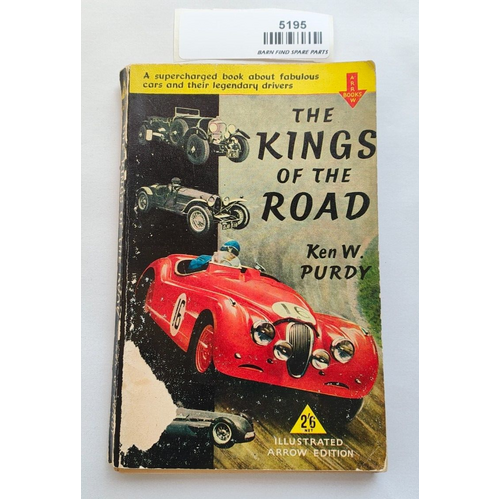 5195
BARN FIND SPARE PARTS
A supercharged book about fabulous
cars and their legendary drivers
ARROW
BOOKS
THE
KINGS
OF THE
ROAD
Ken W.
PURDY
16
16
2/6
NET
ILLUSTRATED
ARROW EDITION